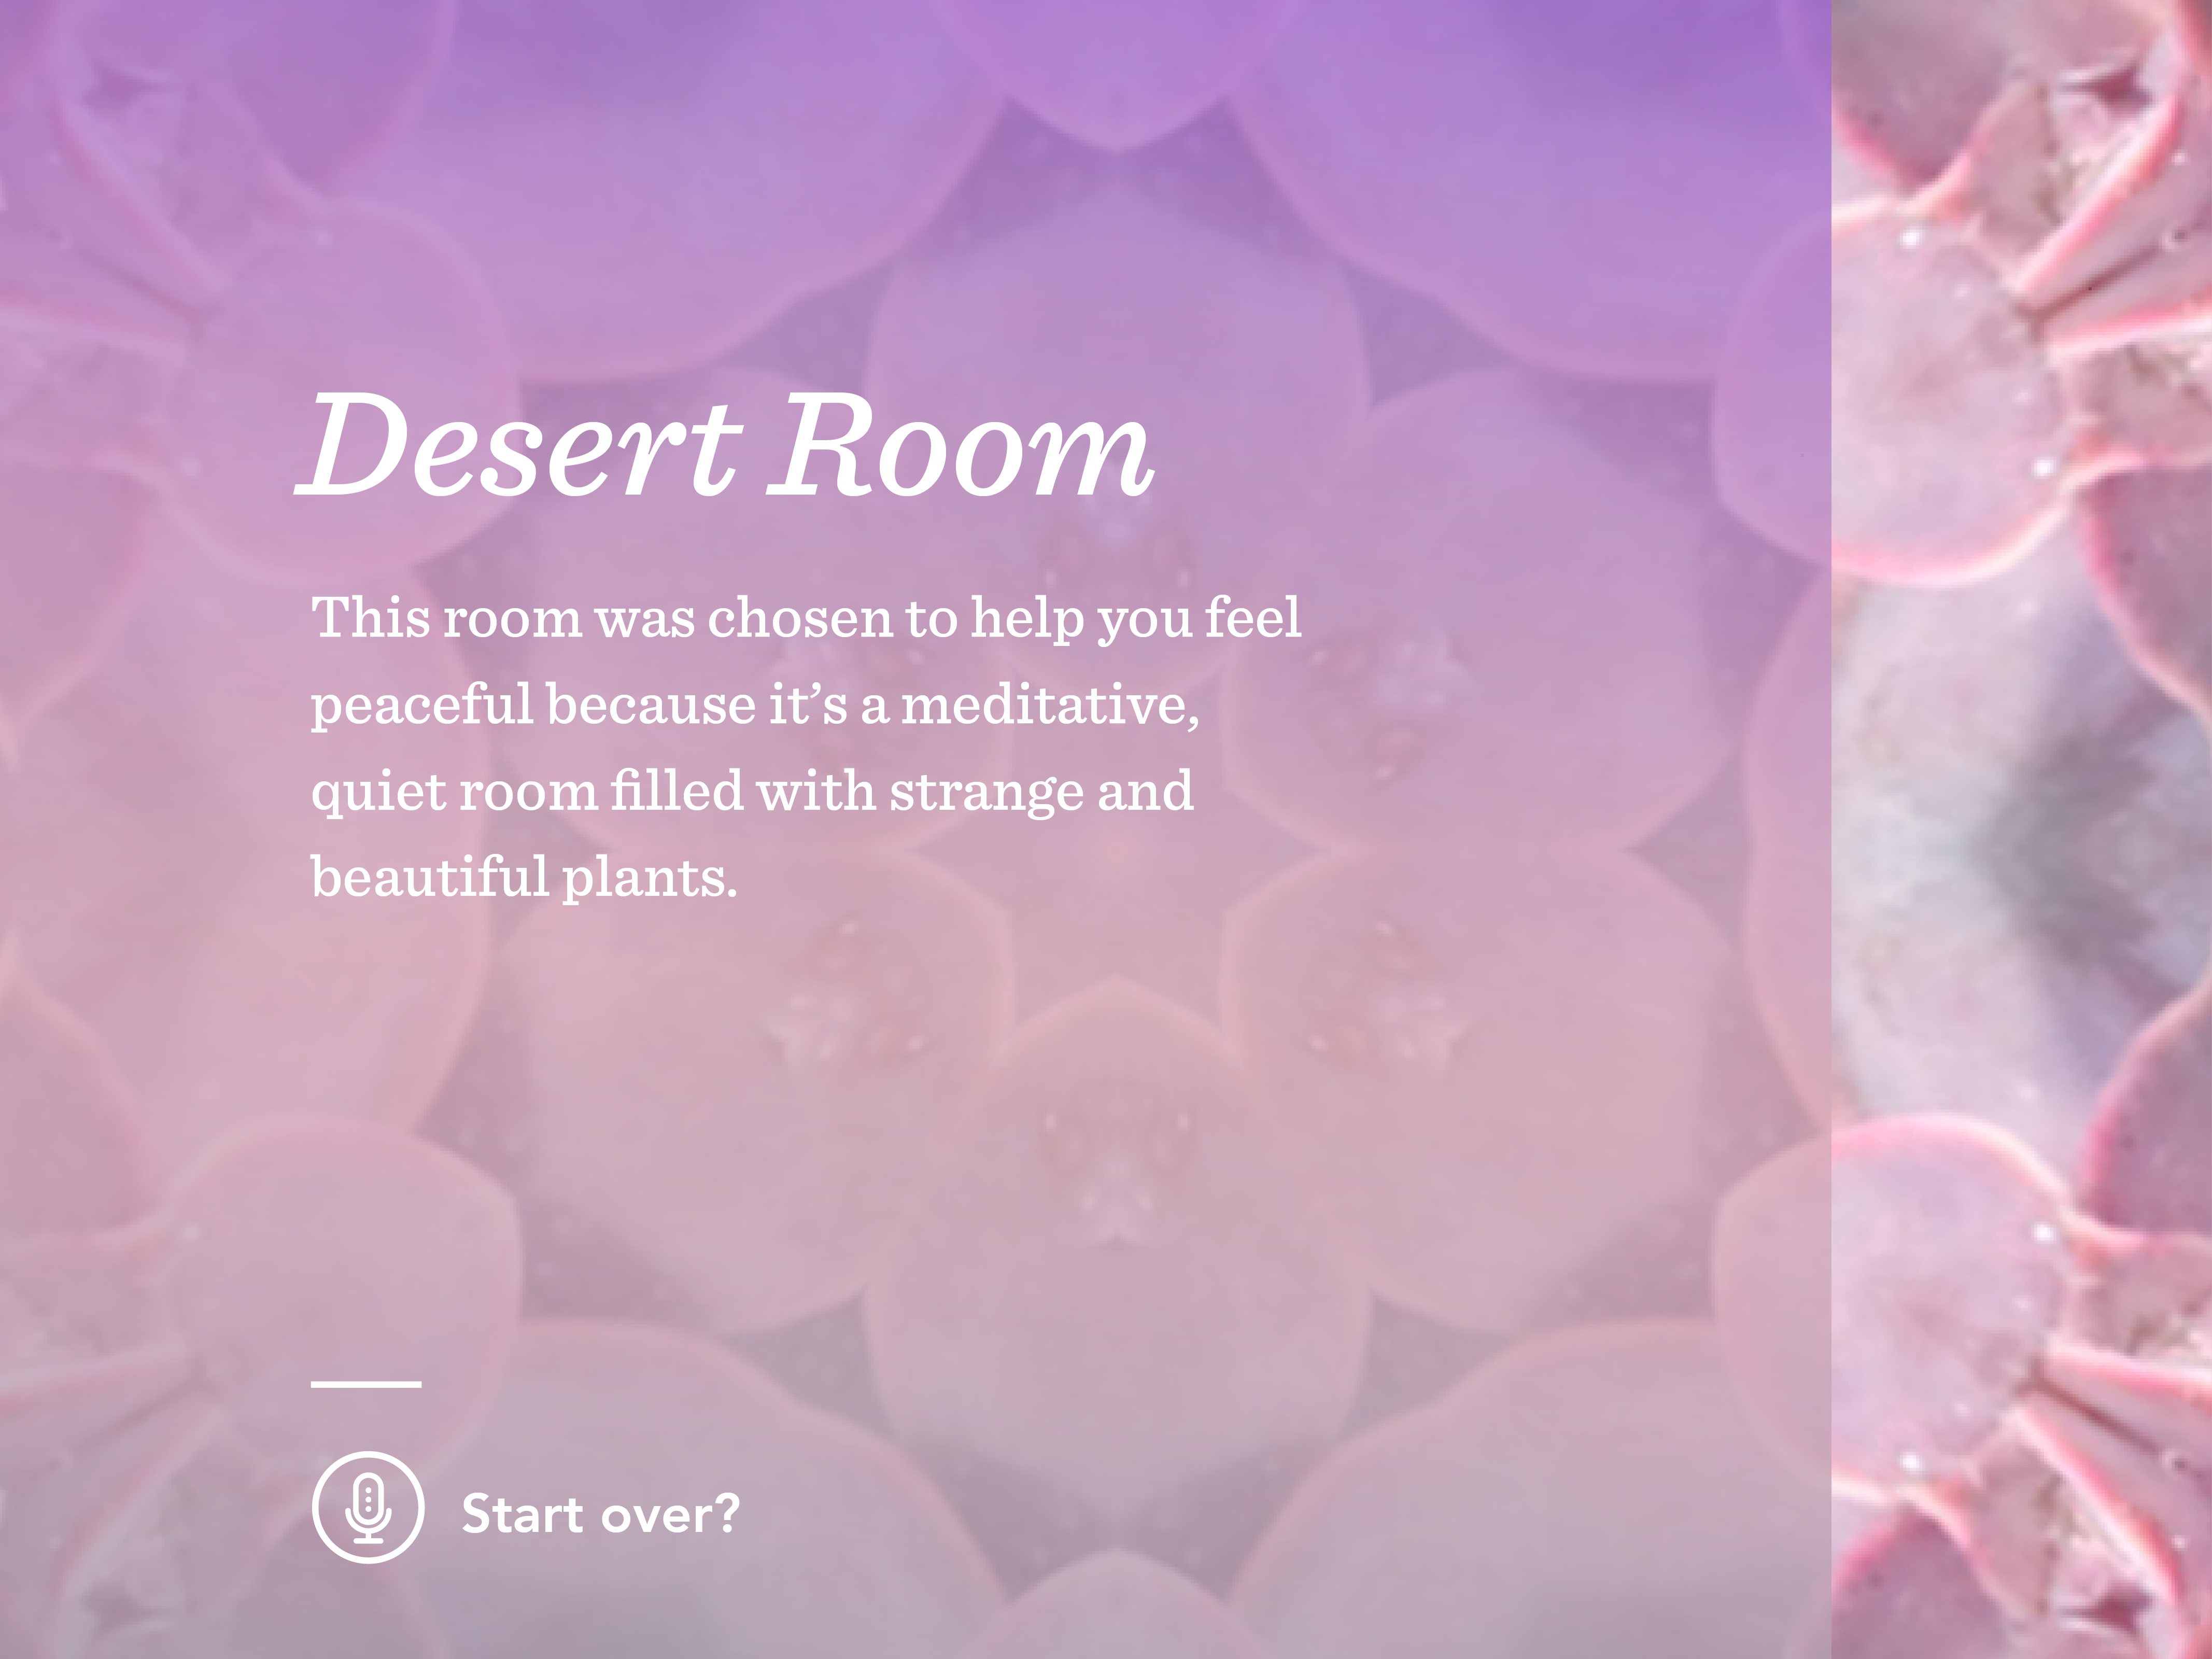 Desert Room
This room was chosen to help you feel
peaceful because it’s a meditative,
quiet room filled with strange and
beautiful plants.
Start over?